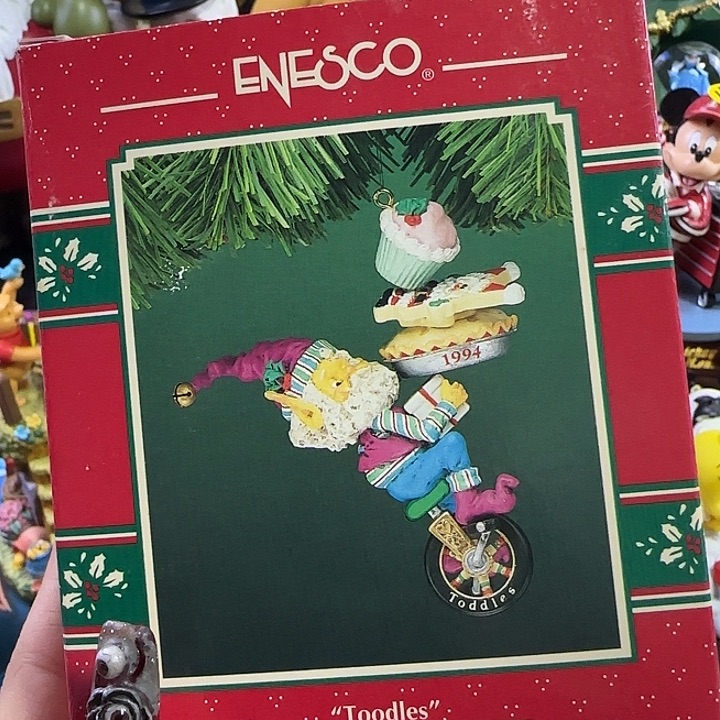 ENESCO®
1994
Toddles
"Toodles"